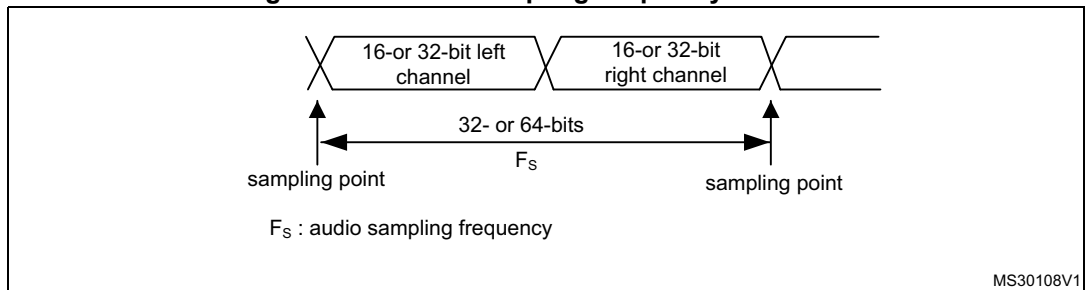 16-or 32-bit left
channel
16-or 32-bit
right channel
32- or 64-bits
FS
sampling point
sampling point
FS : audio sampling frequency
MS30108V1